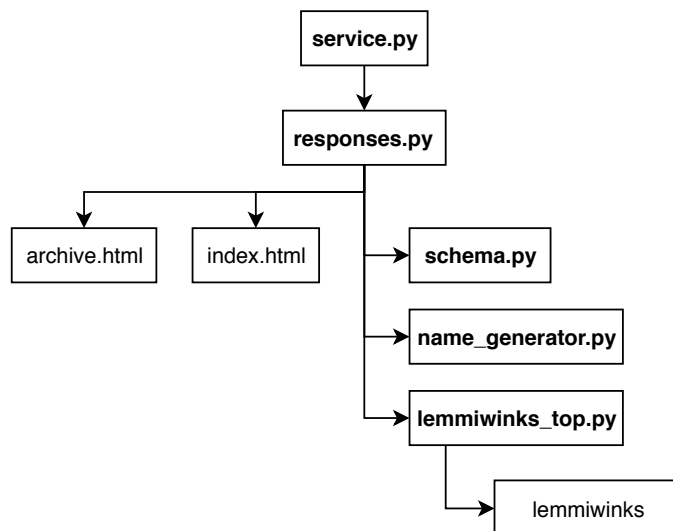 service.py
responses.py
archive.html
index.html
schema.py
name_generator.py
lemmiwinks_top.py
lemmiwinks